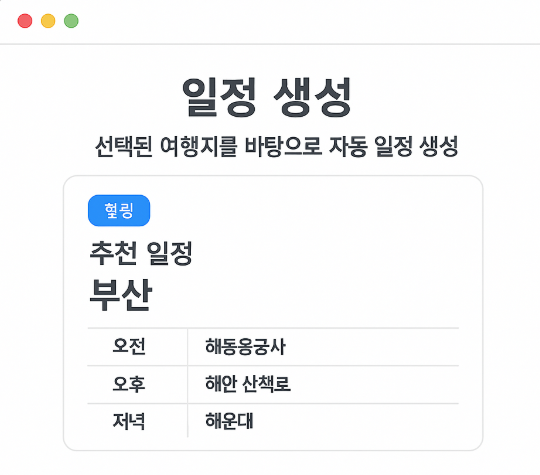 일정 생성
선택된 여행지를 바탕으로 자동 일정 생성
추천 일정
부산
오전 해동용궁사
오후 해안 산책로
저녁 해운대